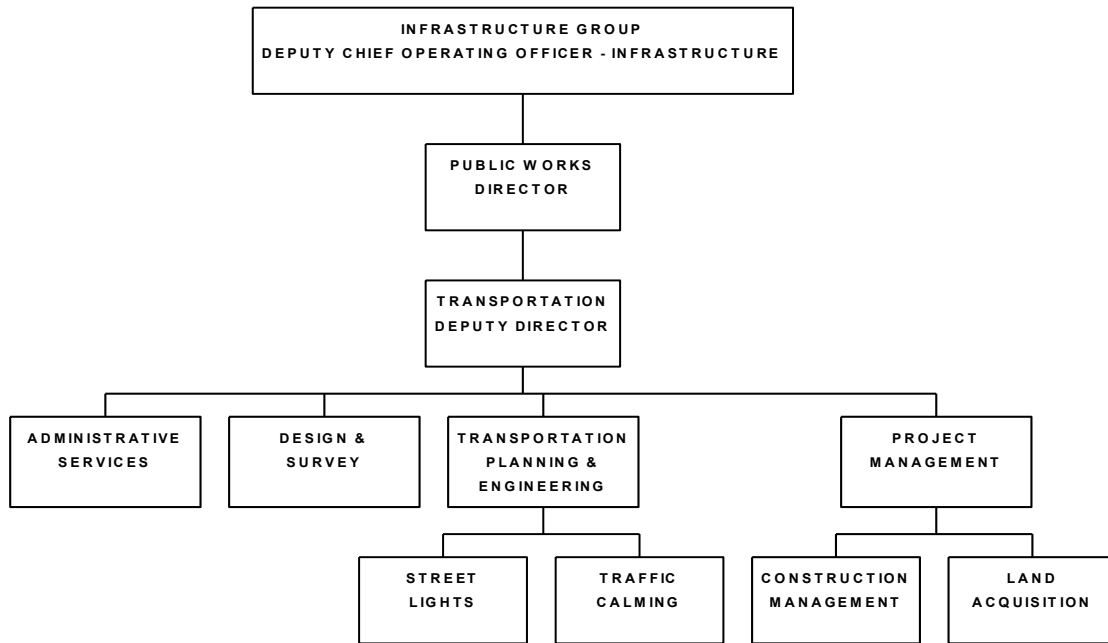 INFRASTRUCTURE GROUP
DEPUTY CHIEF OPERATING OFFICER - INFRASTRUCTURE
PUBLIC WORKS
DIRECTOR
TRANSPORTATION
DEPUTY DIRECTOR
ADMINISTRATIVE
SERVICES
DESIGN &
SURVEY
TRANSPORTATION
PLANNING &
ENGINEERING
PROJECT
MANAGEMENT
STREET
LIGHTS
TRAFFIC
CALMING
CONSTRUCTION
MANAGEMENT
LAND
ACQUISITION